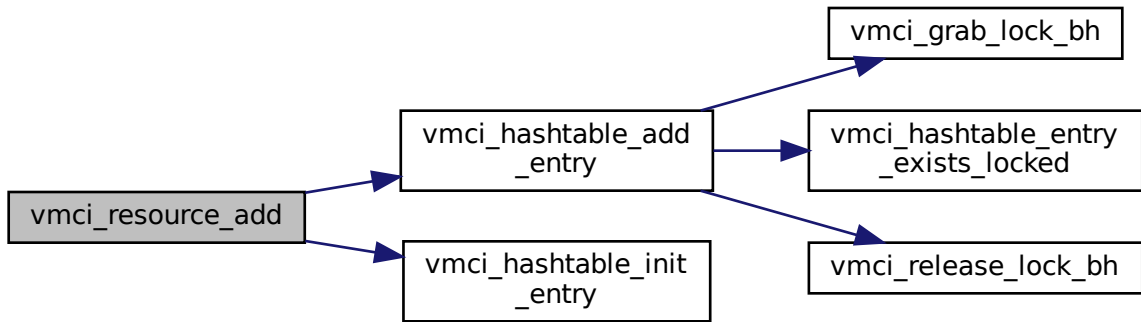 vmci_resource_add
vmci_hashtable_add
_entry
vmci_hashtable_init
_entry
vmci_grab_lock_bh
vmci_hashtable_entry
_exists_locked
vmci_release_lock_bh